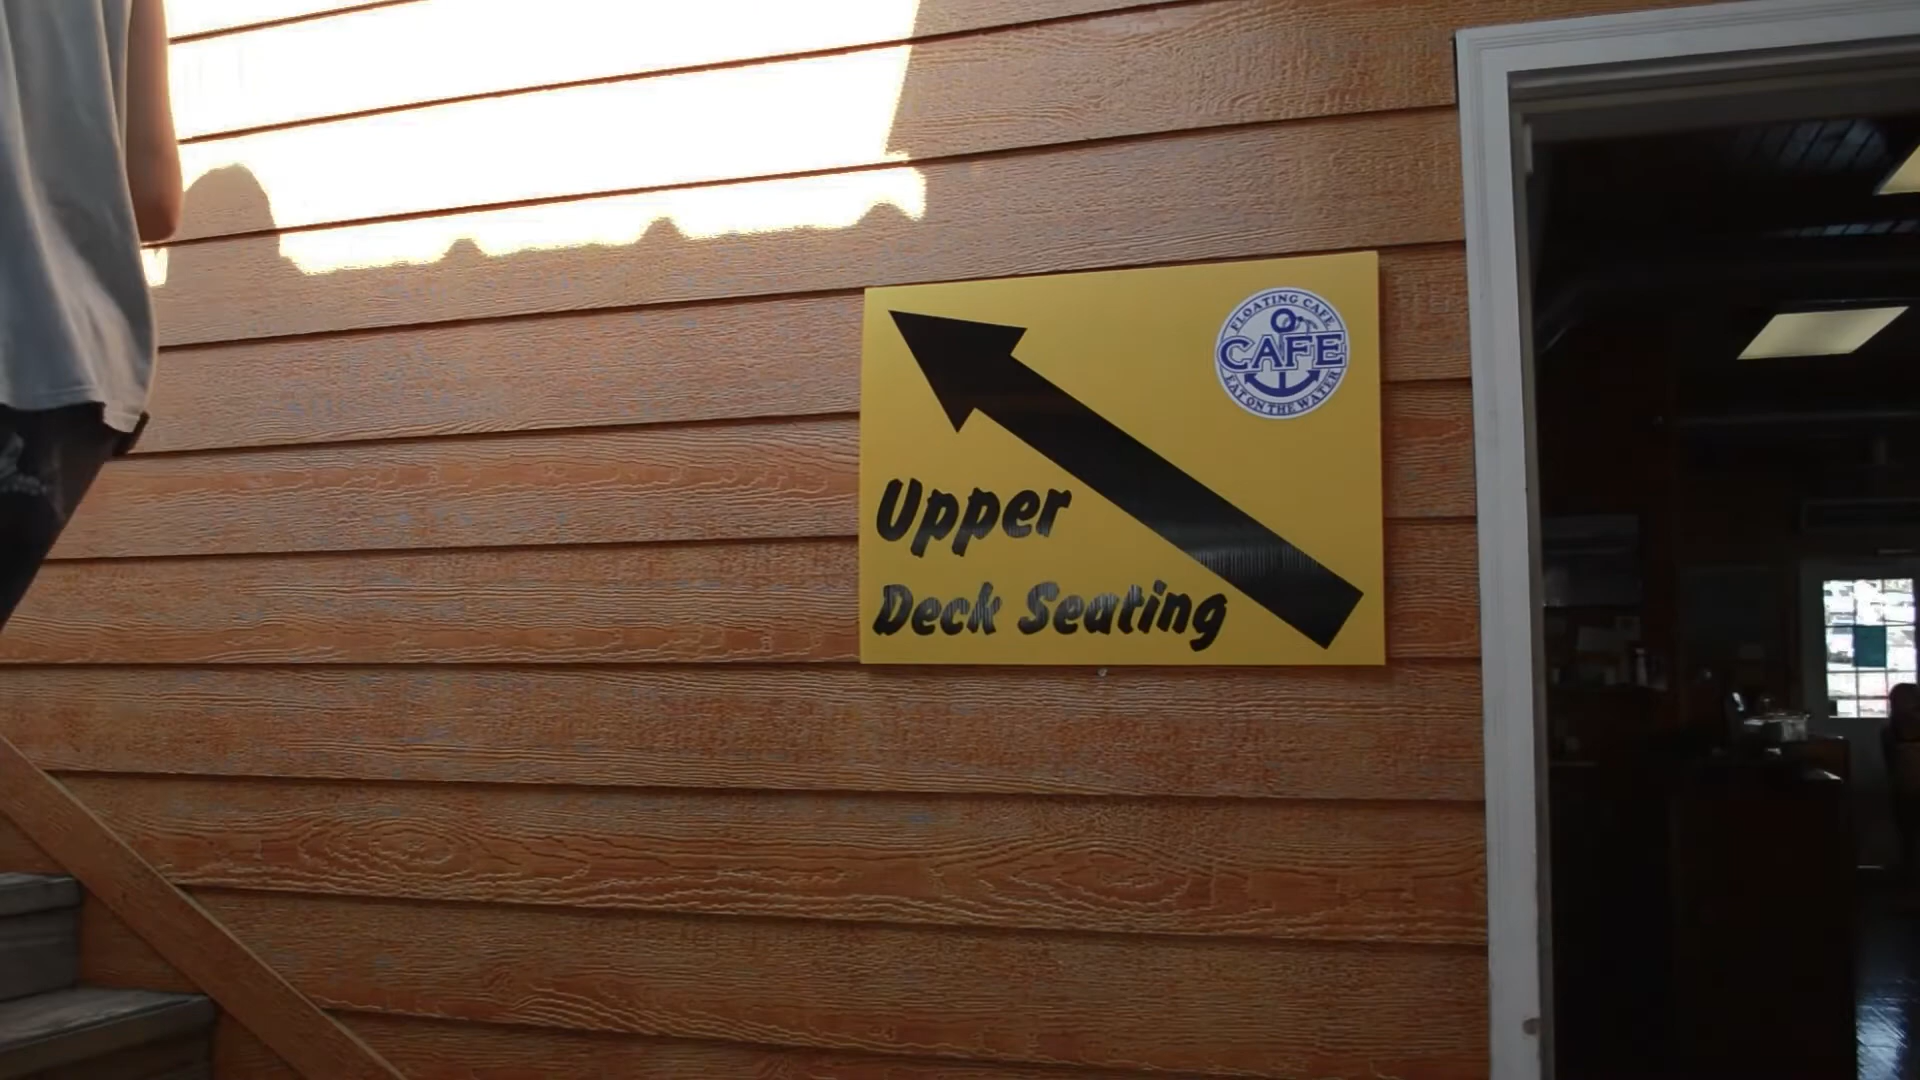 FLOATING CAFE
CAFE
EAT ON THE WATER
Upper
Deck Seating